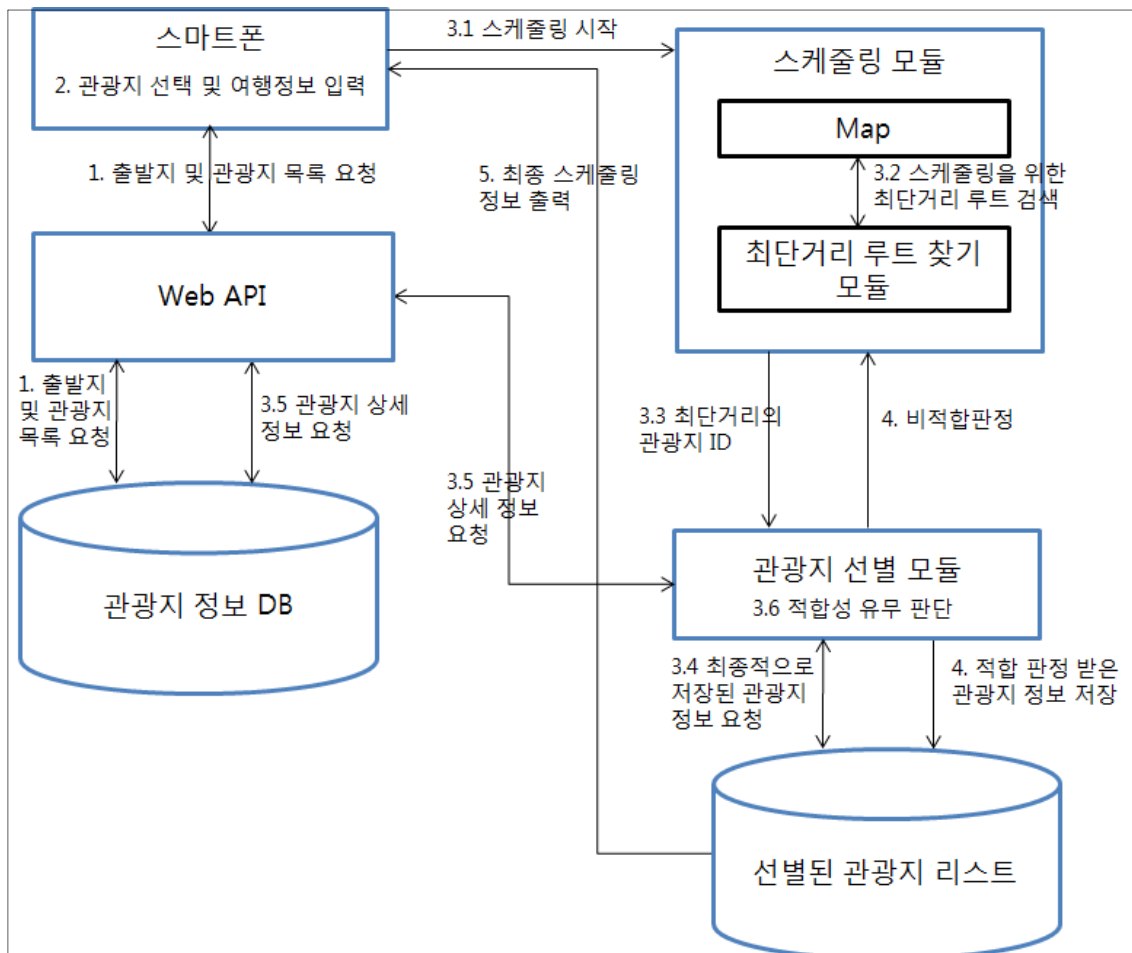 스마트폰
2. 관광지 선택 및 여행정보 입력
3.1 스케줄링 시작
스케줄링 모듈
Map
3.2 스케줄링을 위한
최단거리 루트 검색
최단거리 루트 찾기
모듈
1. 출발지 및 관광지 목록 요청
5. 최종 스케줄링
정보 출력
Web API
1. 출발지
및 관광지
목록 요청
3.5 관광지 상세
정보 요청
3.3 최단거리의
관광지 ID
4. 비적합판정
3.5 관광지
상세 정보
요청
관광지 정보 DB
관광지 선별 모듈
3.6 적합성 유무 판단
3.4 최종적으로
저장된 관광지
정보 요청
4. 적합 판정 받은
관광지 정보 저장
선별된 관광지 리스트